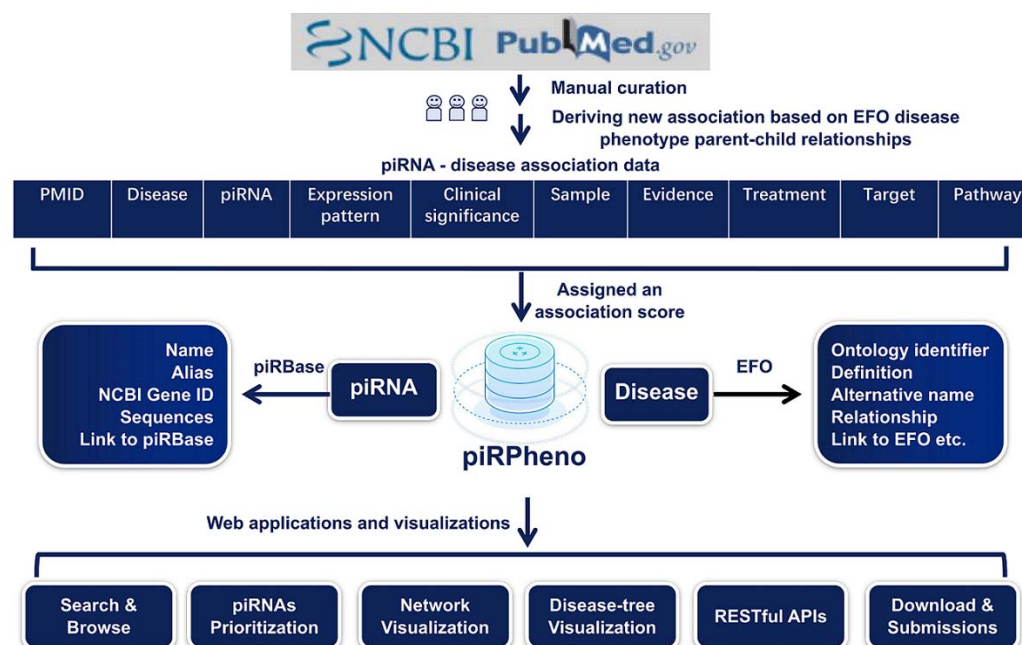 NCBI PubMed.gov
Manual curation
Deriving new association based on EFO disease
phenotype parent-child relationships
piRNA - disease association data
PMID
Disease
piRNA
Expression
pattern
Clinical
significance
Sample
Evidence
Treatment
Target
Pathway
Assigned an
association score
Name
Alias
NCBI Gene ID
Sequences
Link to piRBase
piRBase
piRNA
piRPheno
Disease
EFO
Ontology identifier
Definition
Alternative name
Relationship
Link to EFO etc.
Web applications and visualizations
Search &
Browse
piRNAs
Prioritization
Network
Visualization
Disease-tree
Visualization
RESTful APIs
Download &
Submissions